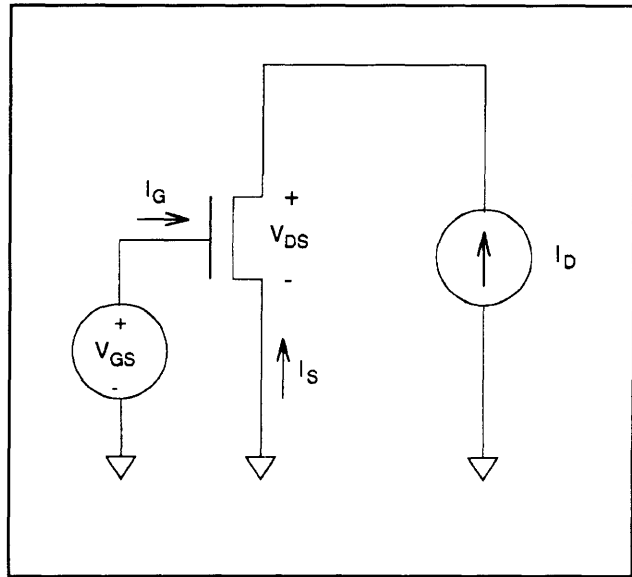 I_G
+
V_DS
-
I_D
+
V_GS
-
I_S